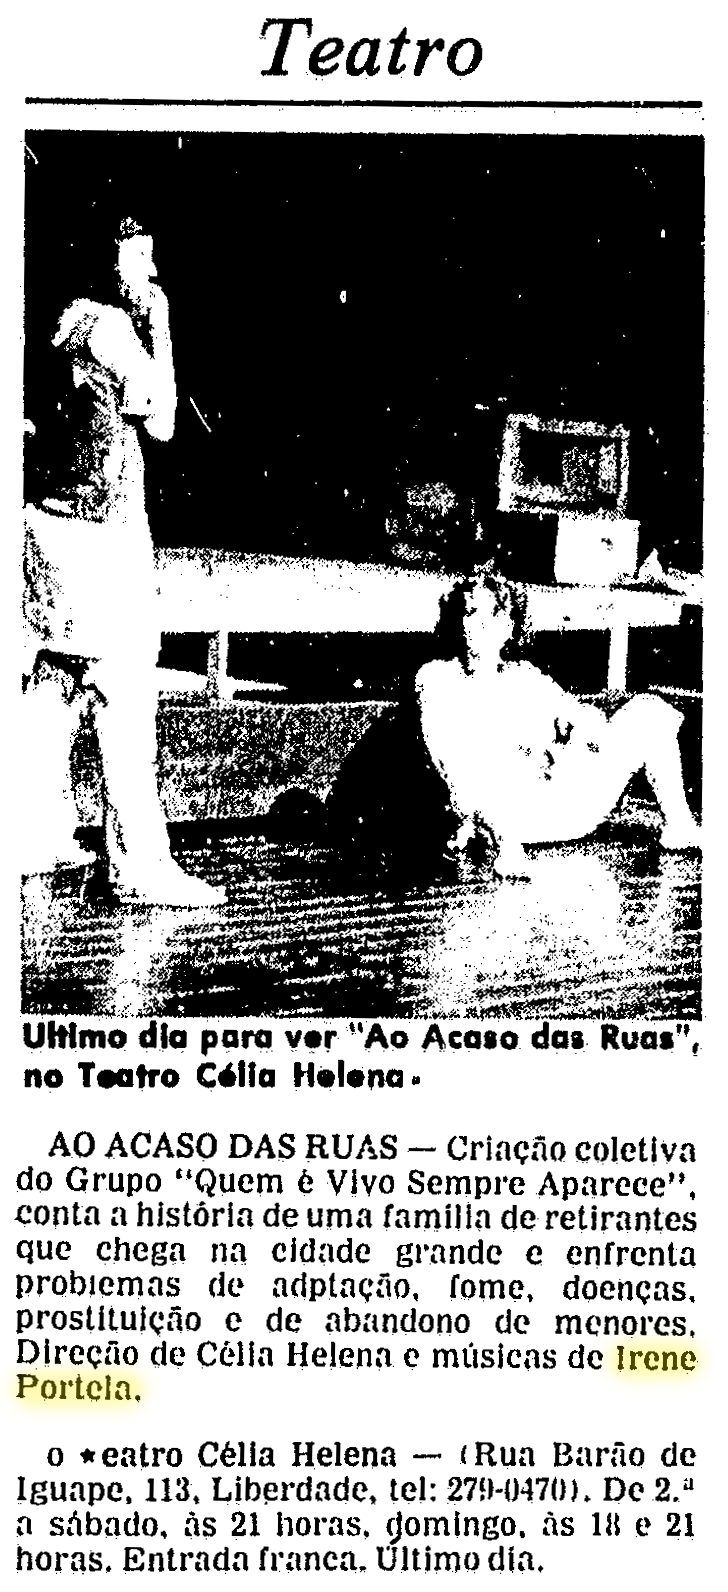 Teatro
Ultimo dia para ver "Ao Acaso das Ruas",
no Teatro Célia Helena.
AO ACASO DAS RUAS — Criação coletiva
do Grupo "Quem é Vivo Sempre Aparece",
conta a história de uma família de retirantes
que chega na cidade grande e enfrenta
problemas de adptação, fome, doenças,
prostituição e de abandono de menores.
Direção de Célia Helena e músicas de Irene
Portela.
o ★eatro Célia Helena — (Rua Barão de
Iguape, 113, Liberdade, tel: 279-0470). De 2.ª
a sábado, às 21 horas, domingo, às 18 e 21
horas. Entrada franca. Último dia.